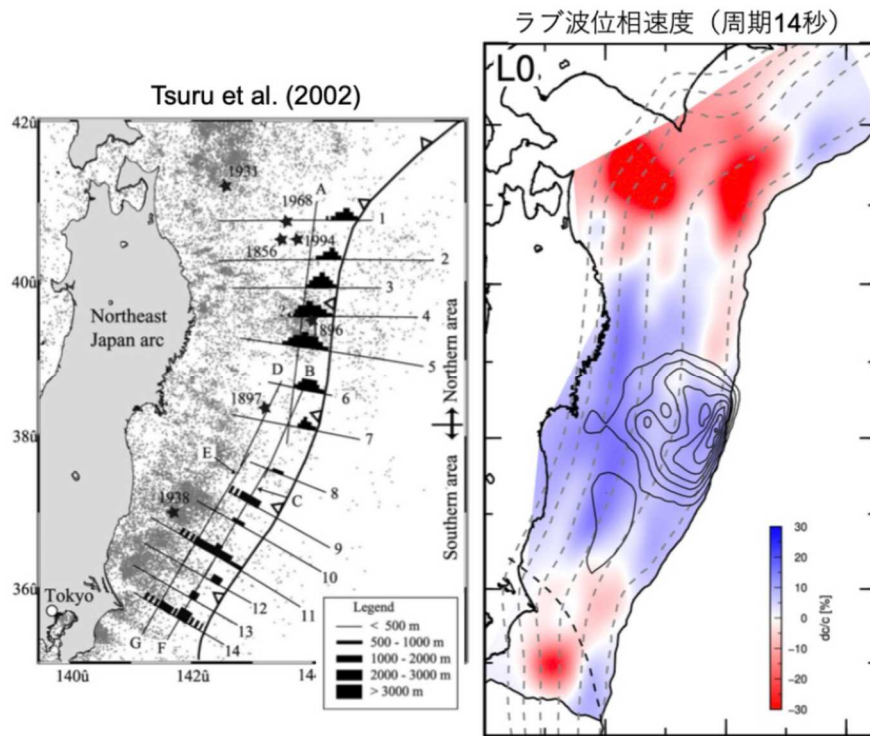 ラブ波位相速度（周期14秒）
Tsuru et al. (2002)
L0
42û
40û
38û
36û
140û
142û
14
1931
A
1968
1
1856
1994
2
3
4
2
896
5
Northeast
Japan arc
D
B
6
1897
7
E
8
1938
C
9
10
11
12
13
14
G
F
Tokyo
Northern area
Southern area
Legend
< 500 m
500 - 1000 m
1000 - 2000 m
2000 - 3000 m
> 3000 m
30
20
10
0
−10
−20
−30
dc/c [%]